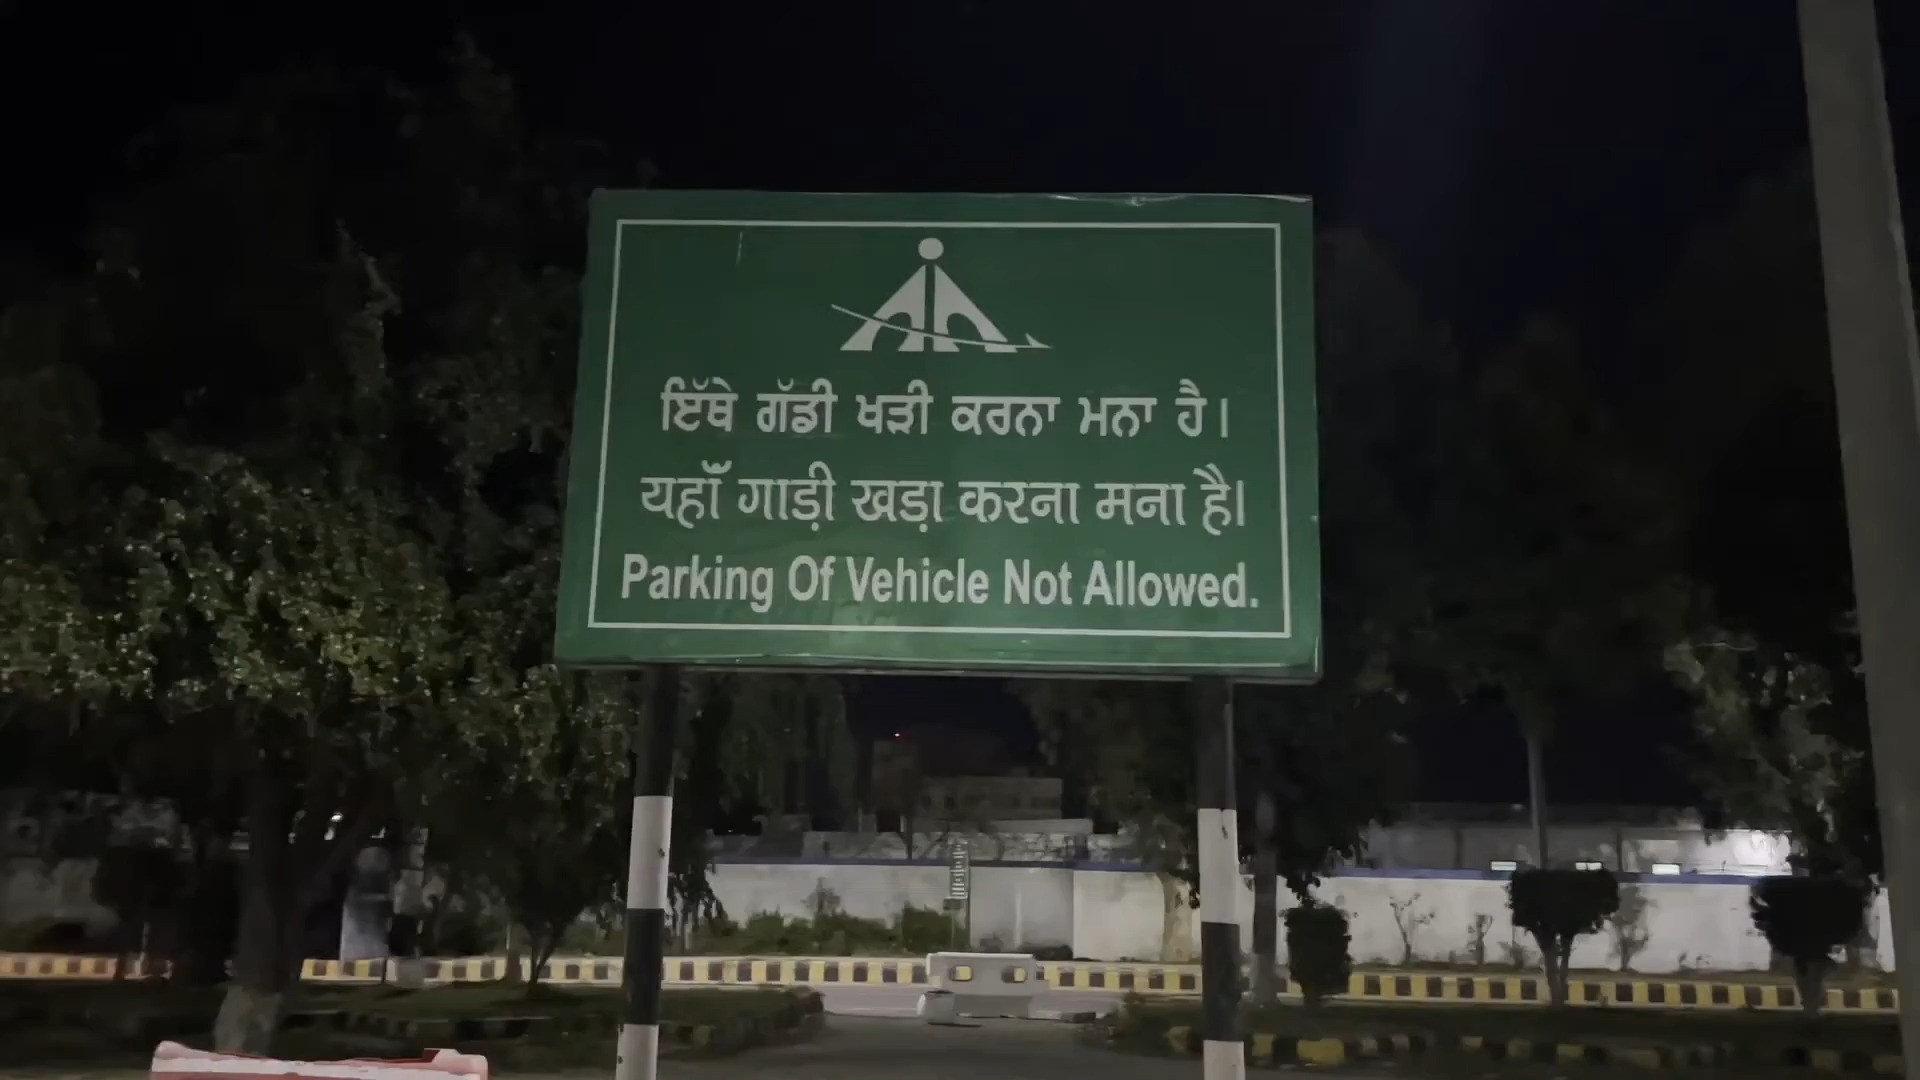 ਇੱਥੇ ਗੱਡੀ ਖੜੀ ਕਰਨਾ ਮਨਾ ਹੈ।
यहाँ गाड़ी खड़ा करना मना है।
Parking Of Vehicle Not Allowed.